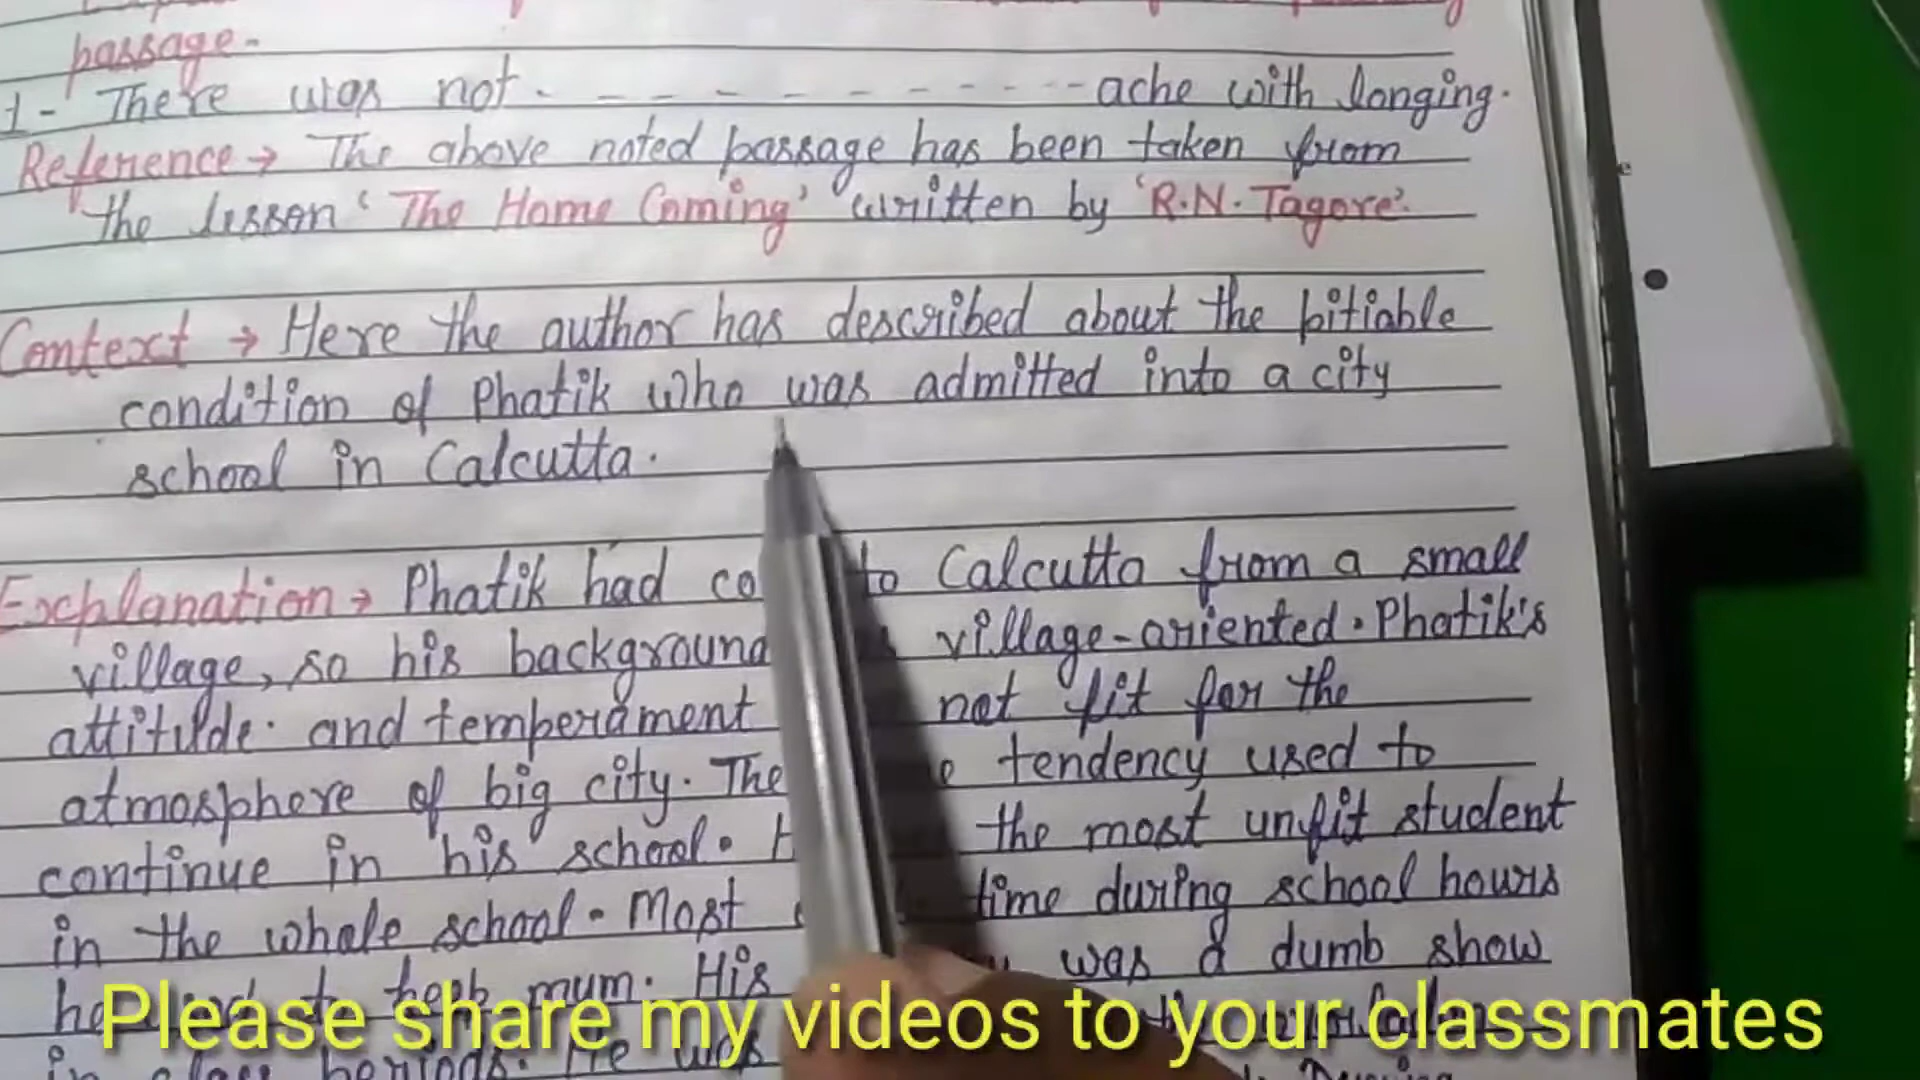 passage-
1- There was not - - - - - - - - - - ache with longing.
Reference → The above noted passage has been taken from
the lesson 'The Home Coming' written by 'R.N. Tagore'.
Context → Here the author has described about the pitiable
condition of Phatik who was admitted into a city
school in Calcutta.
Explanation → Phatik had to Calcutta from a small
village, so his background village-oriented. Phatik's
attitude and temperament not fit for the
atmosphere of big city. The tendency used to
continue in his school. the most unfit student
in the whole school. Most time during school hours
mum. His was a dumb show
Please share my videos to your classmates
He was